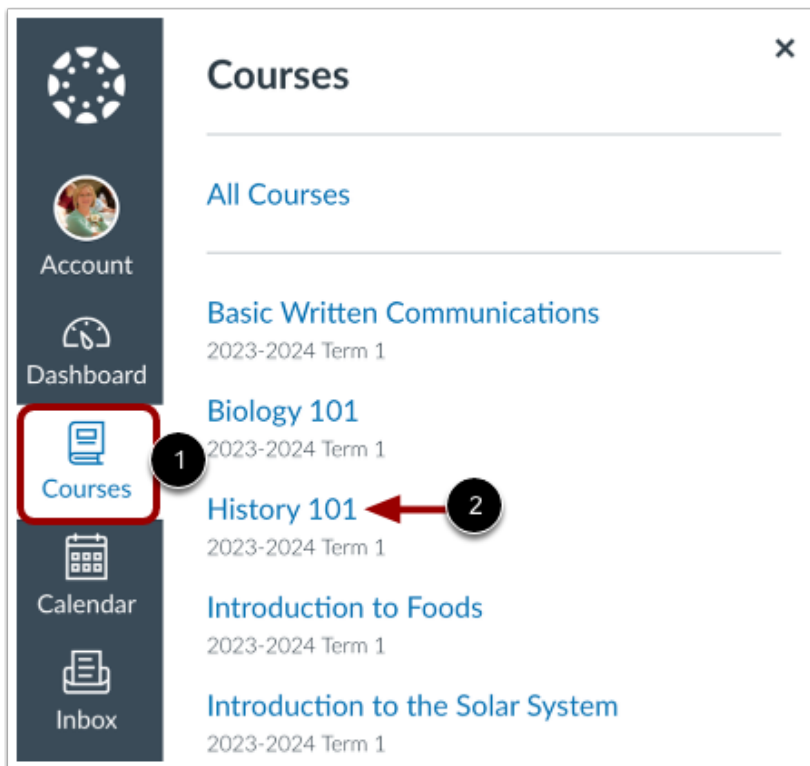 Courses
All Courses
Account
Basic Written Communications
2023-2024 Term 1
Dashboard
Biology 101
2023-2024 Term 1
1
Courses
History 101
2
2023-2024 Term 1
Calendar
Introduction to Foods
2023-2024 Term 1
Inbox
Introduction to the Solar System
2023-2024 Term 1